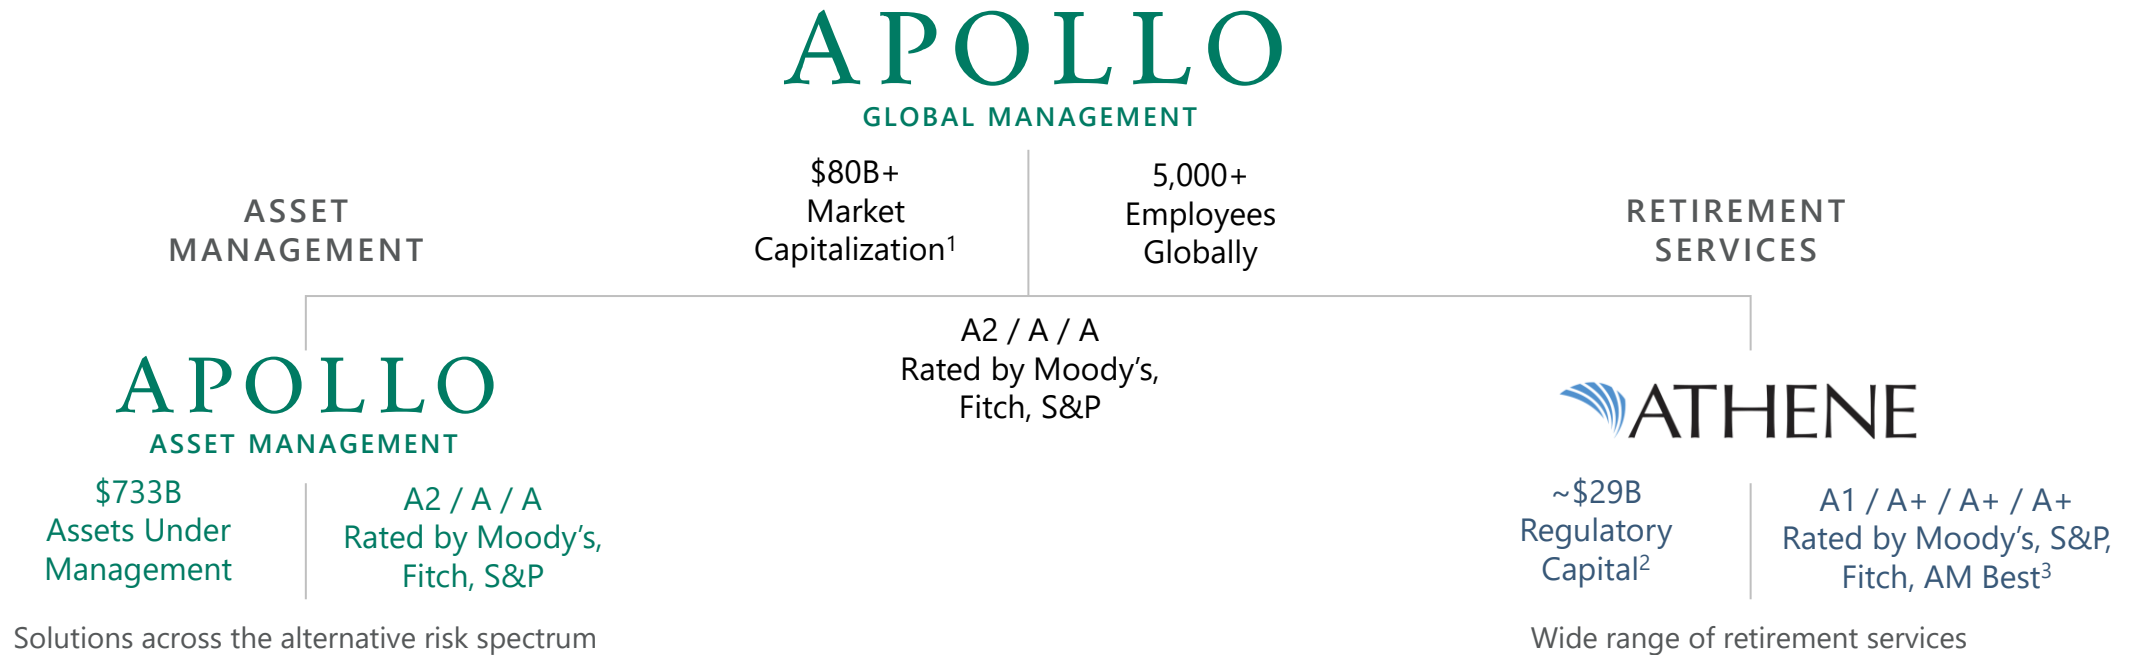 APOLLO
GLOBAL MANAGEMENT
$80B+
Market
Capitalization¹
5,000+
Employees
Globally
ASSET
MANAGEMENT
RETIREMENT
SERVICES
A2 / A / A
Rated by Moody’s,
Fitch, S&P
APOLLO
ASSET MANAGEMENT
$733B
Assets Under
Management
A2 / A / A
Rated by Moody’s,
Fitch, S&P
Solutions across the alternative risk spectrum
ATHENE
~$29B
Regulatory
Capital²
A1 / A+ / A+ / A+
Rated by Moody’s, S&P,
Fitch, AM Best³
Wide range of retirement services